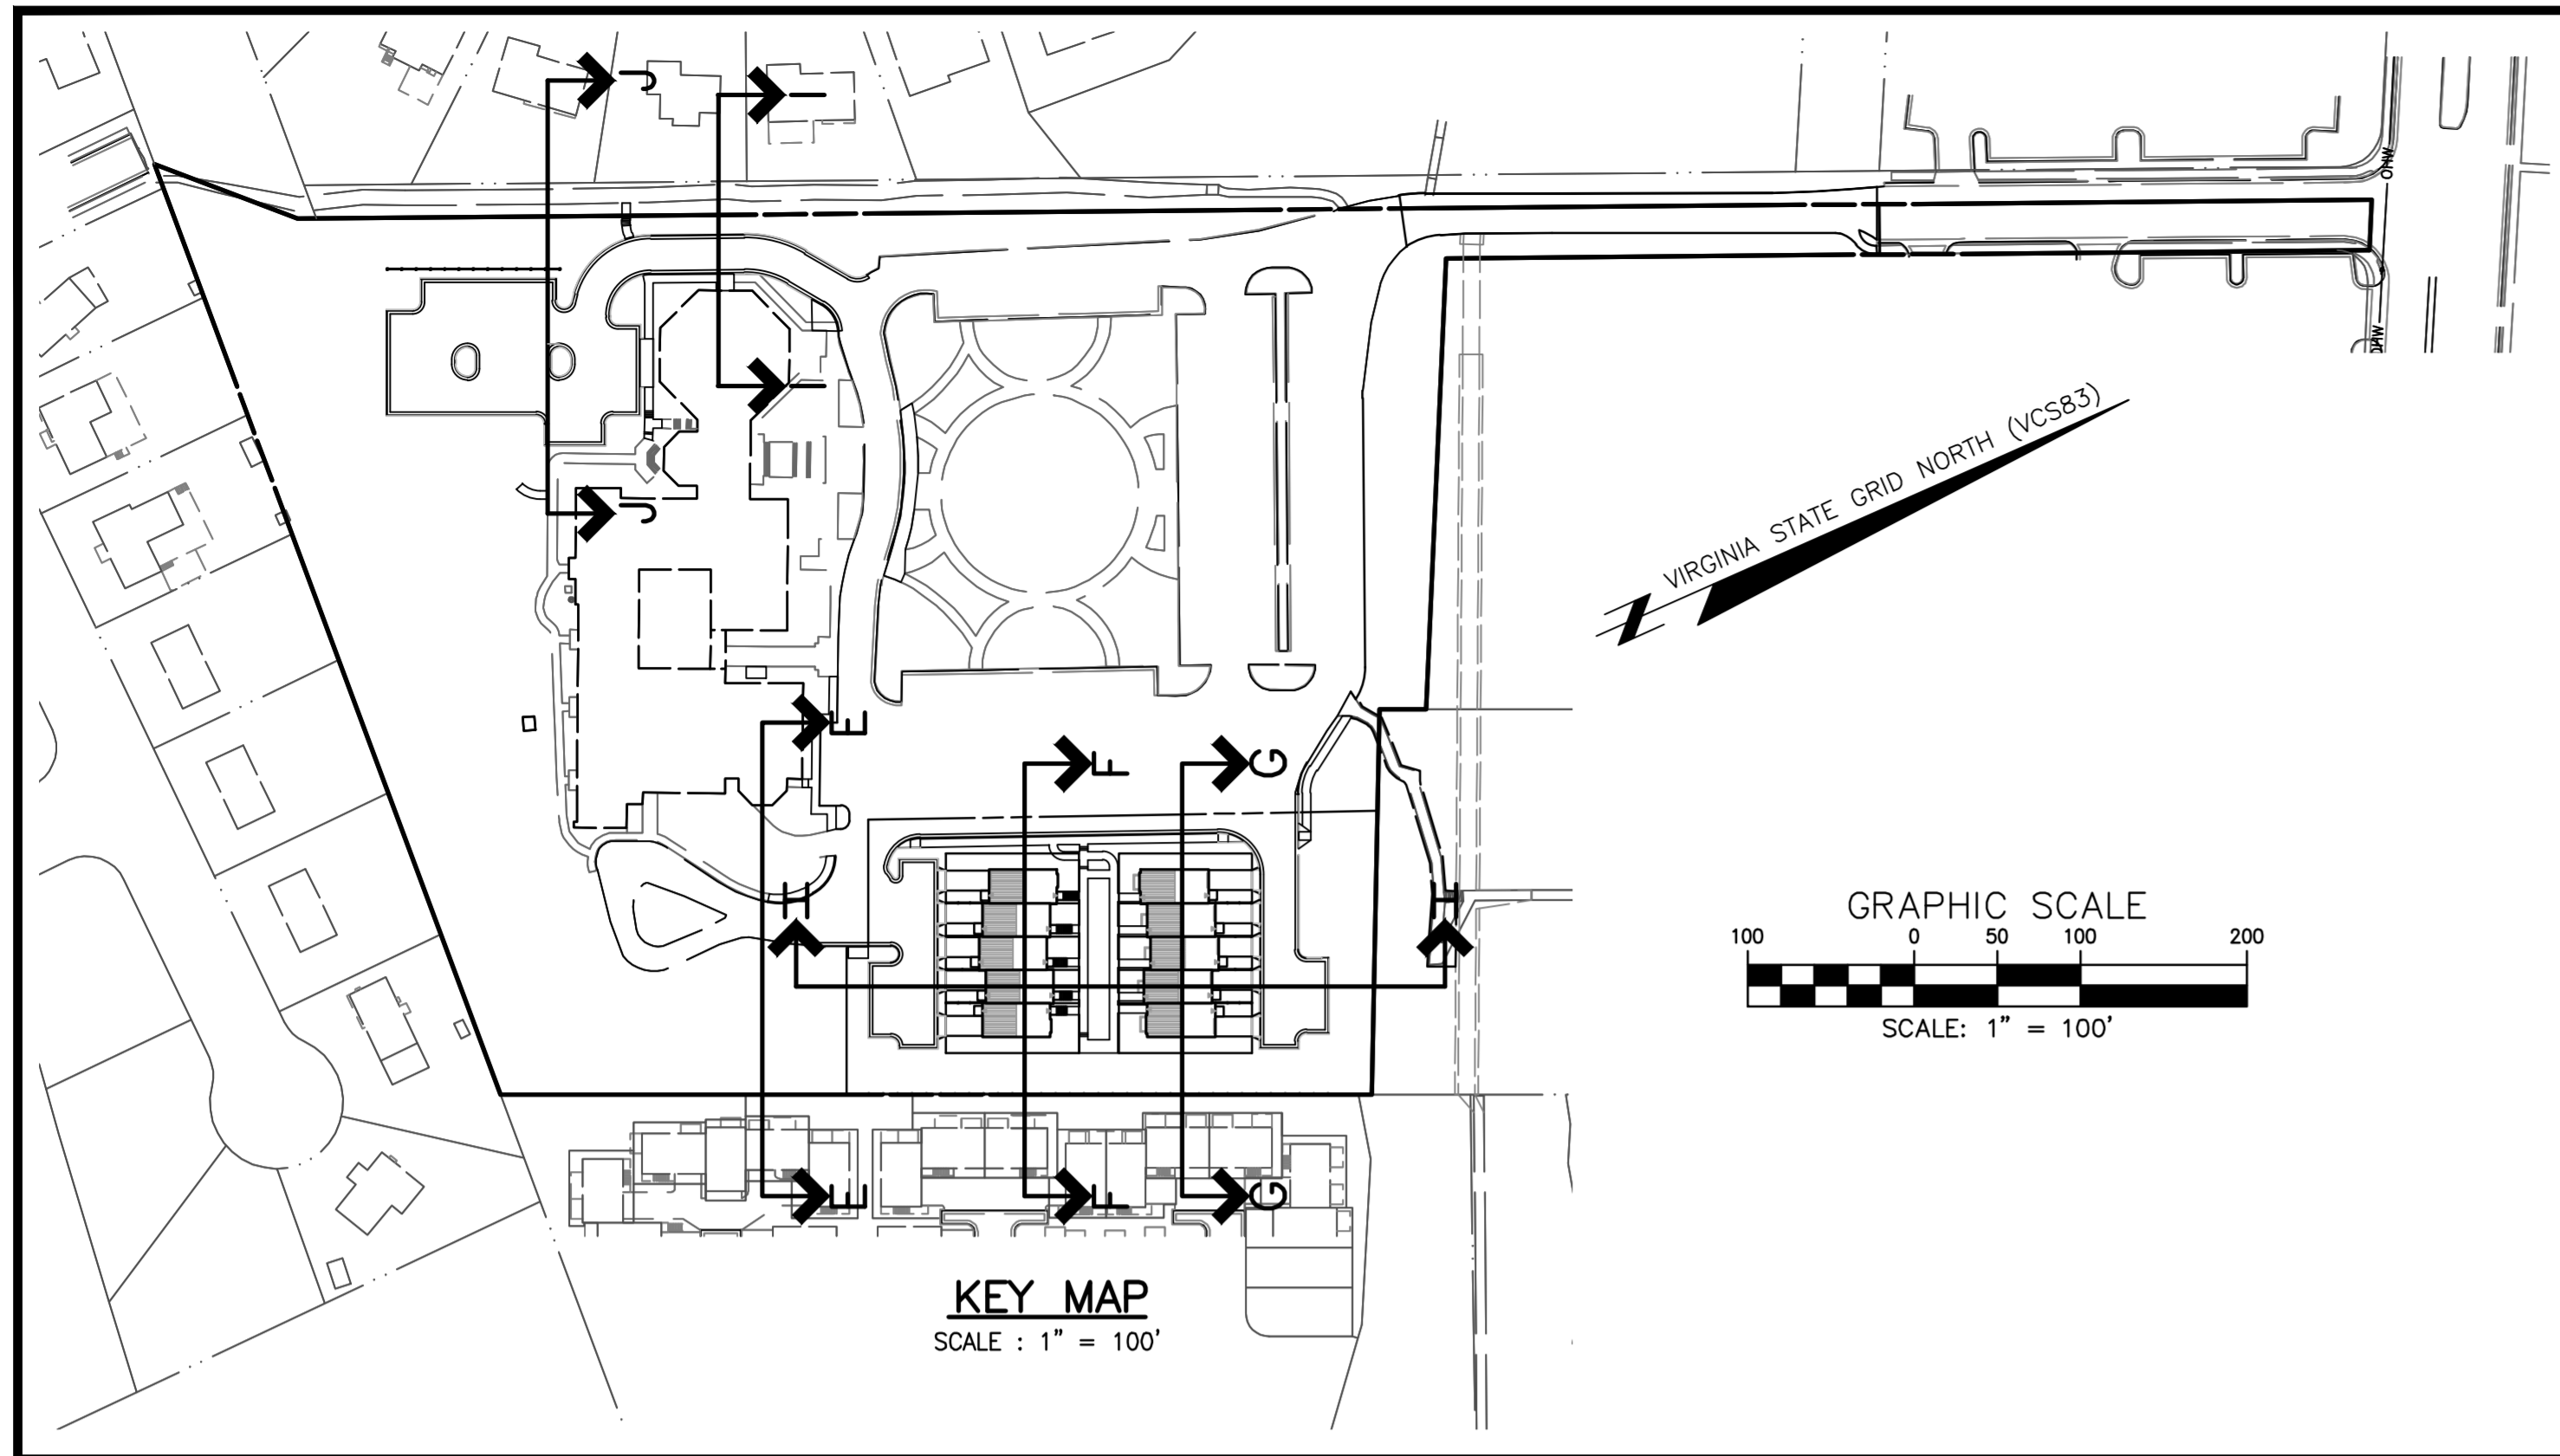 J
I
OHW
OHW
I
VIRGINIA STATE GRID NORTH (VCS83)
J
N
E
F
G
H
H
GRAPHIC SCALE
100 0 50 100 200
SCALE: 1" = 100'
E
F
G
KEY MAP
SCALE : 1" = 100'